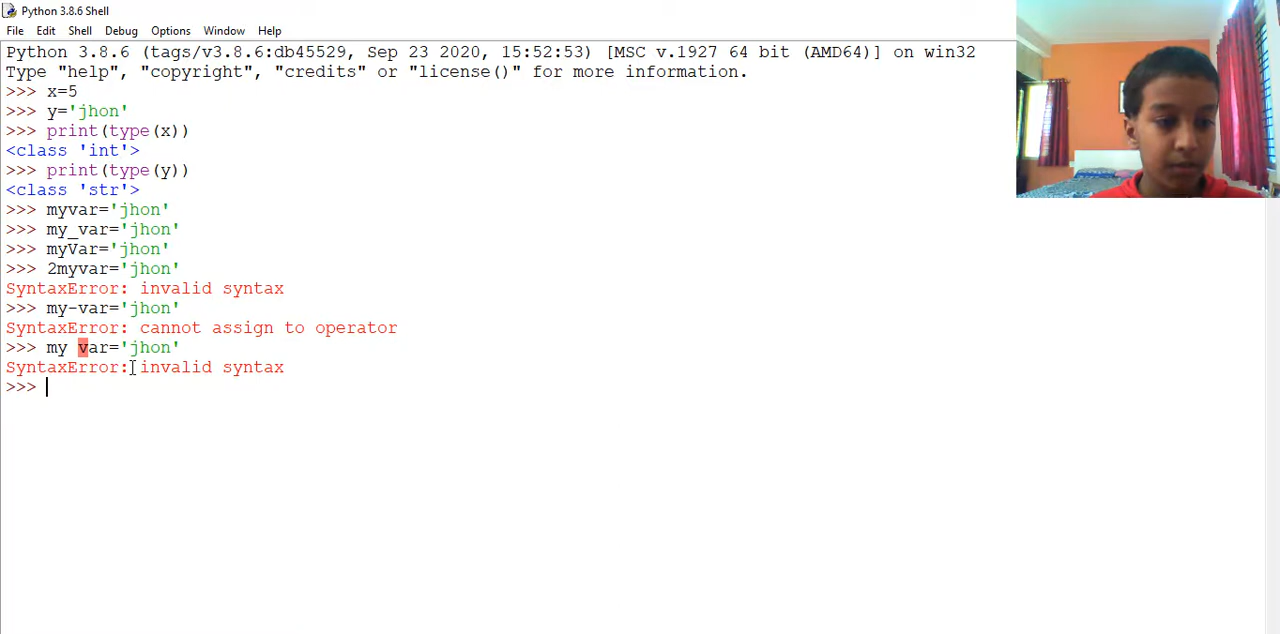 Python 3.8.6 Shell
File Edit Shell Debug Options Window Help
Python 3.8.6 (tags/v3.8.6:db45529, Sep 23 2020, 15:52:53) [MSC v.1927 64 bit (AMD64)] on win32
Type "help", "copyright", "credits" or "license()" for more information.
>>> x=5
>>> y='jhon'
>>> print(type(x))
<class 'int'>
>>> print(type(y))
<class 'str'>
>>> myvar='jhon'
>>> my_var='jhon'
>>> myVar='jhon'
>>> 2myvar='jhon'
SyntaxError: invalid syntax
>>> my-var='jhon'
SyntaxError: cannot assign to operator
>>> my var='jhon'
SyntaxError: invalid syntax
>>>